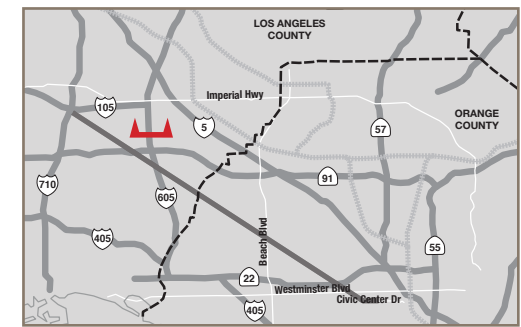 LOS ANGELES
COUNTY
Imperial Hwy
105
5
57
ORANGE
COUNTY
710
605
91
405
55
Beach Blvd
22
Westminster Blvd
Civic Center Dr
405